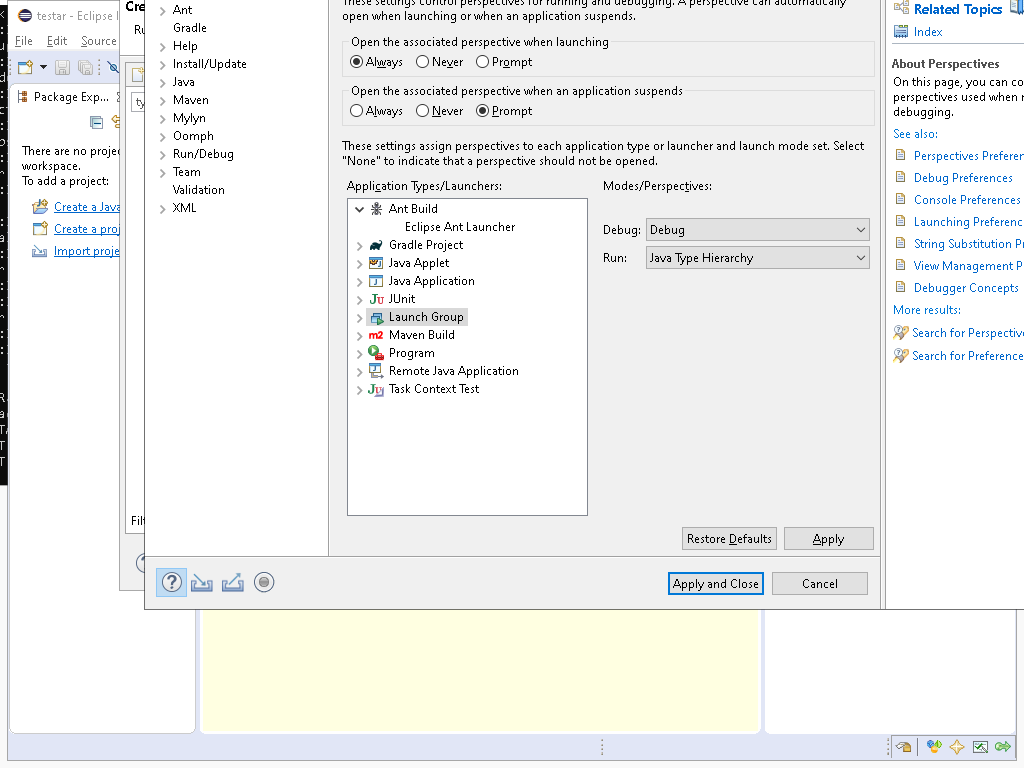 testar - Eclipse I
File Edit Source
Package Exp...
There are no proje
workspace.
To add a project:
Create a Java
Create a proj
Import proje
Cre
Ru
ty
Filt
Ant
Gradle
Help
Install/Update
Java
Maven
Mylyn
Oomph
Run/Debug
Team
Validation
XML
These settings control perspectives for running and debugging. A perspective can automatically
open when launching or when an application suspends.
Open the associated perspective when launching
Always Never Prompt
Open the associated perspective when an application suspends
Always Never Prompt
These settings assign perspectives to each application type or launcher and launch mode set. Select
"None" to indicate that a perspective should not be opened.
Application Types/Launchers:
Ant Build
Eclipse Ant Launcher
Gradle Project
Java Applet
Java Application
JUnit
Launch Group
m2 Maven Build
Program
Remote Java Application
Task Context Test
Modes/Perspectives:
Debug: Debug
Run: Java Type Hierarchy
Restore Defaults Apply
Apply and Close Cancel
Related Topics
Index
About Perspectives
On this page, you can co
perspectives used when r
debugging.
See also:
Perspectives Preferer
Debug Preferences
Console Preferences
Launching Preferenc
String Substitution Pr
View Management P
Debugger Concepts
More results:
Search for Perspective
Search for Preference